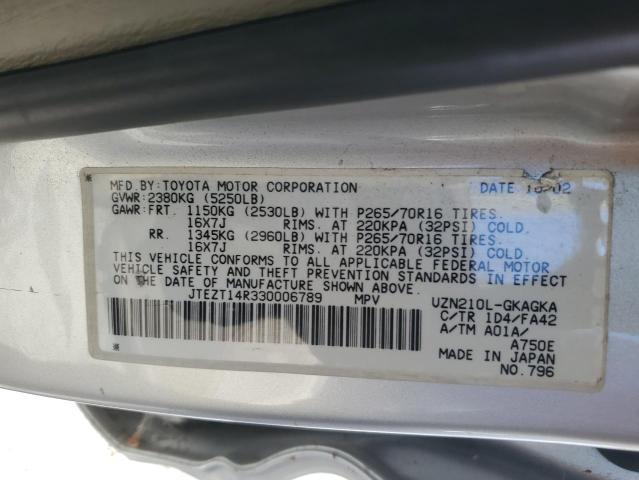 MFD.BY:TOYOTA MOTOR CORPORATION DATE 10/02
GVWR:2380KG (5250LB)
GAWR:FRT. 1150KG (2530LB) WITH P265/70R16 TIRES.
16X7J RIMS. AT 220KPA (32PSI) COLD.
RR. 1345KG (2960LB) WITH P265/70R16 TIRES.
16X7J RIMS. AT 220KPA (32PSI) COLD.
THIS VEHICLE CONFORMS TO ALL APPLICABLE FEDERAL MOTOR
VEHICLE SAFETY AND THEFT PREVENTION STANDARDS IN EFFECT
ON THE DATE OF MANUFACTURE SHOWN ABOVE.
JTEZT14R330006789 MPV UZN210L-GKAGKA
C/TR 1D4/FA42
A/TM A01A/
A750E
MADE IN JAPAN
NO.796